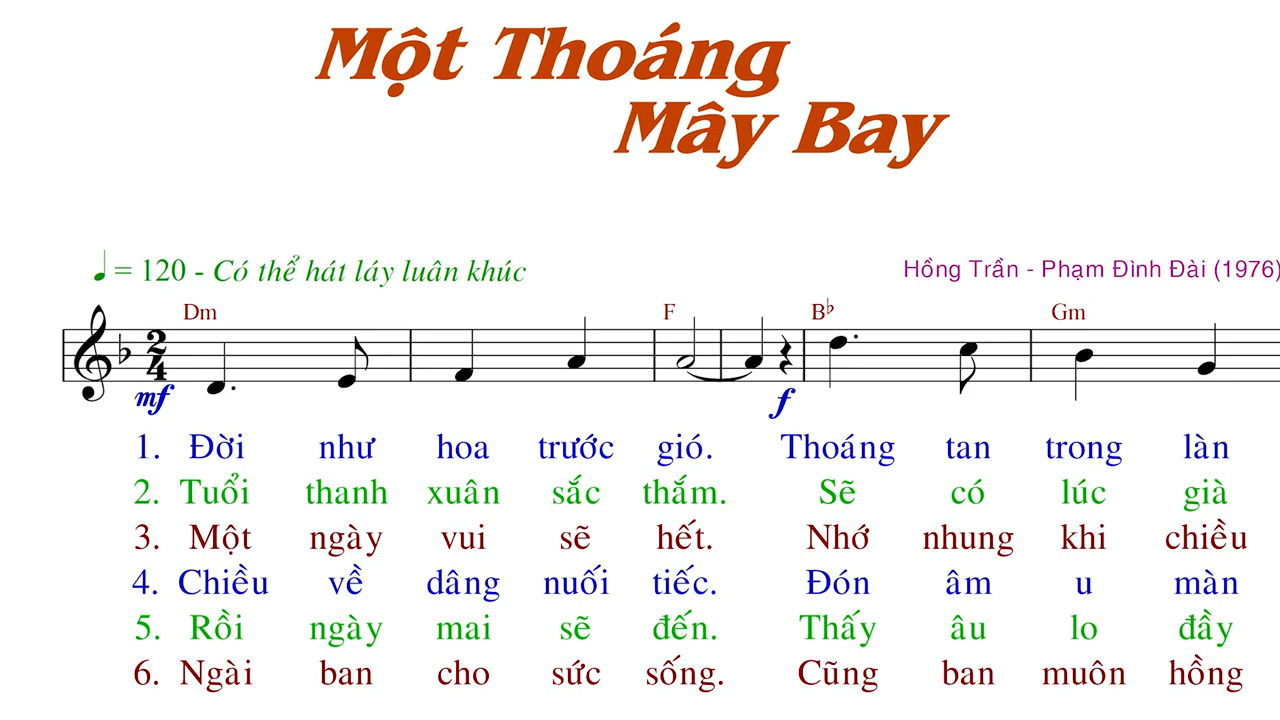 Một Thoáng
Mây Bay
= 120 - Có thể hát láy luân khúc
Hồng Trần - Phạm Đình Đài (1976)
Dm F B♭ Gm
2
4
mf f
1. Đời như hoa trước gió. Thoáng tan trong làn
2. Tuổi thanh xuân sắc thắm. Sẽ có lúc già
3. Một ngày vui sẽ hết. Nhớ nhung khi chiều
4. Chiều về dâng nuối tiếc. Đón âm u màn
5. Rồi ngày mai sẽ đến. Thấy âu lo đầy
6. Ngài ban cho sức sống. Cũng ban muôn hồng